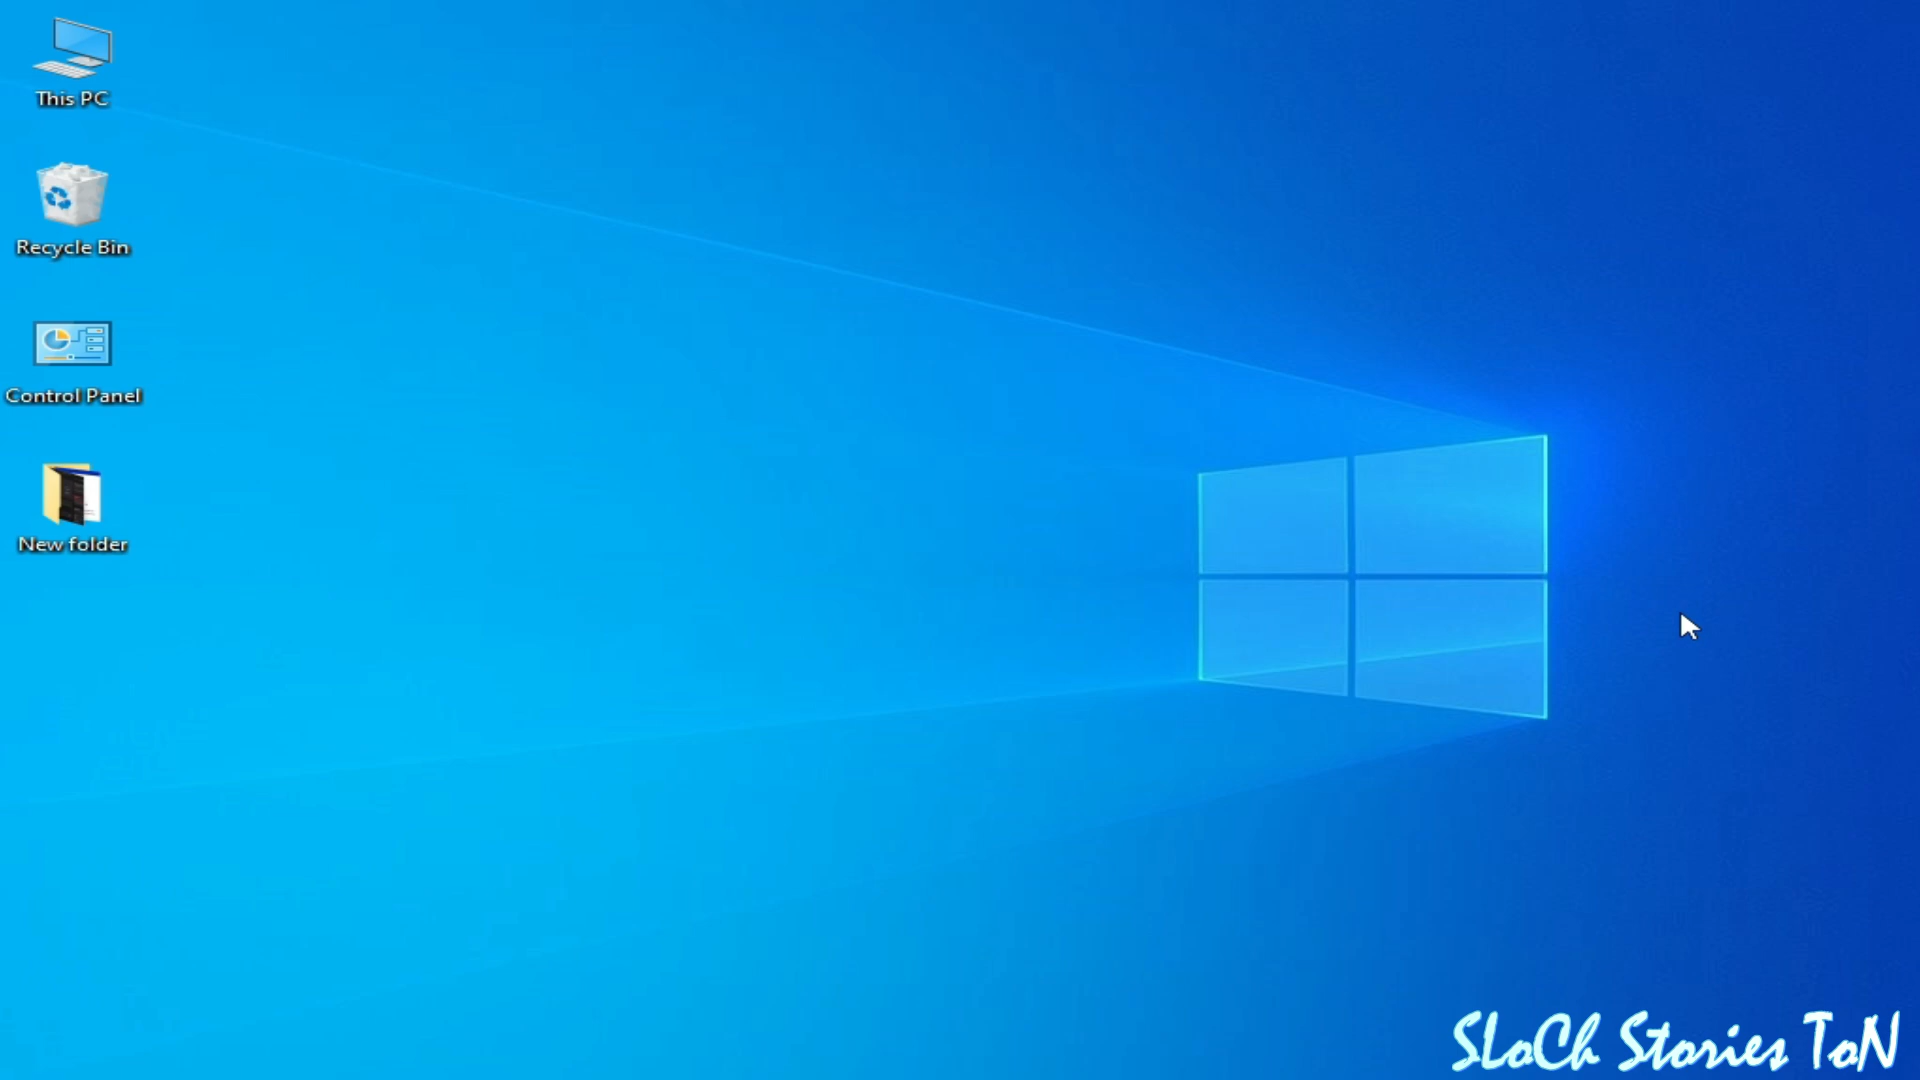 This PC
Recycle Bin
Control Panel
New folder
SLoCh Stories ToN